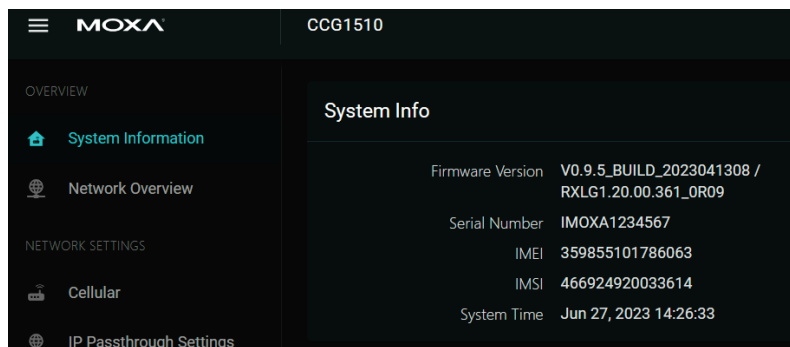 MOXA
CCG1510
OVERVIEW
System Information
Network Overview
NETWORK SETTINGS
Cellular
IP Passthrough Settings
System Info
Firmware Version V0.9.5_BUILD_2023041308 /
RXLG1.20.00.361_0R09
Serial Number IMOXA1234567
IMEI 359855101786063
IMSI 466924920033614
System Time Jun 27, 2023 14:26:33